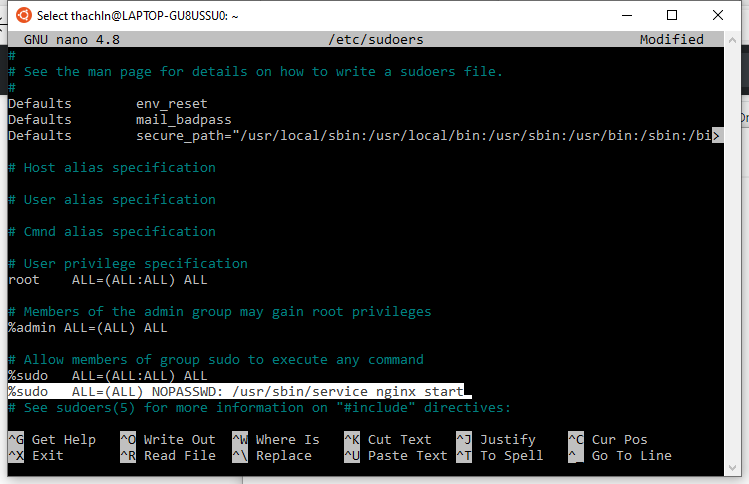 Select thachln@LAPTOP-GU8USSU0: ~
GNU nano 4.8 /etc/sudoers Modified
#
# See the man page for details on how to write a sudoers file.
#
Defaults env_reset
Defaults mail_badpass
Defaults secure_path="/usr/local/sbin:/usr/local/bin:/usr/sbin:/usr/bin:/sbin:/bi>
# Host alias specification
# User alias specification
# Cmnd alias specification
# User privilege specification
root ALL=(ALL:ALL) ALL
# Members of the admin group may gain root privileges
%admin ALL=(ALL) ALL
# Allow members of group sudo to execute any command
%sudo ALL=(ALL:ALL) ALL
%sudo ALL=(ALL) NOPASSWD: /usr/sbin/service nginx start
# See sudoers(5) for more information on "#include" directives:
^G Get Help ^O Write Out ^W Where Is ^K Cut Text ^J Justify ^C Cur Pos
^X Exit ^R Read File ^\ Replace ^U Paste Text ^T To Spell ^_ Go To Line